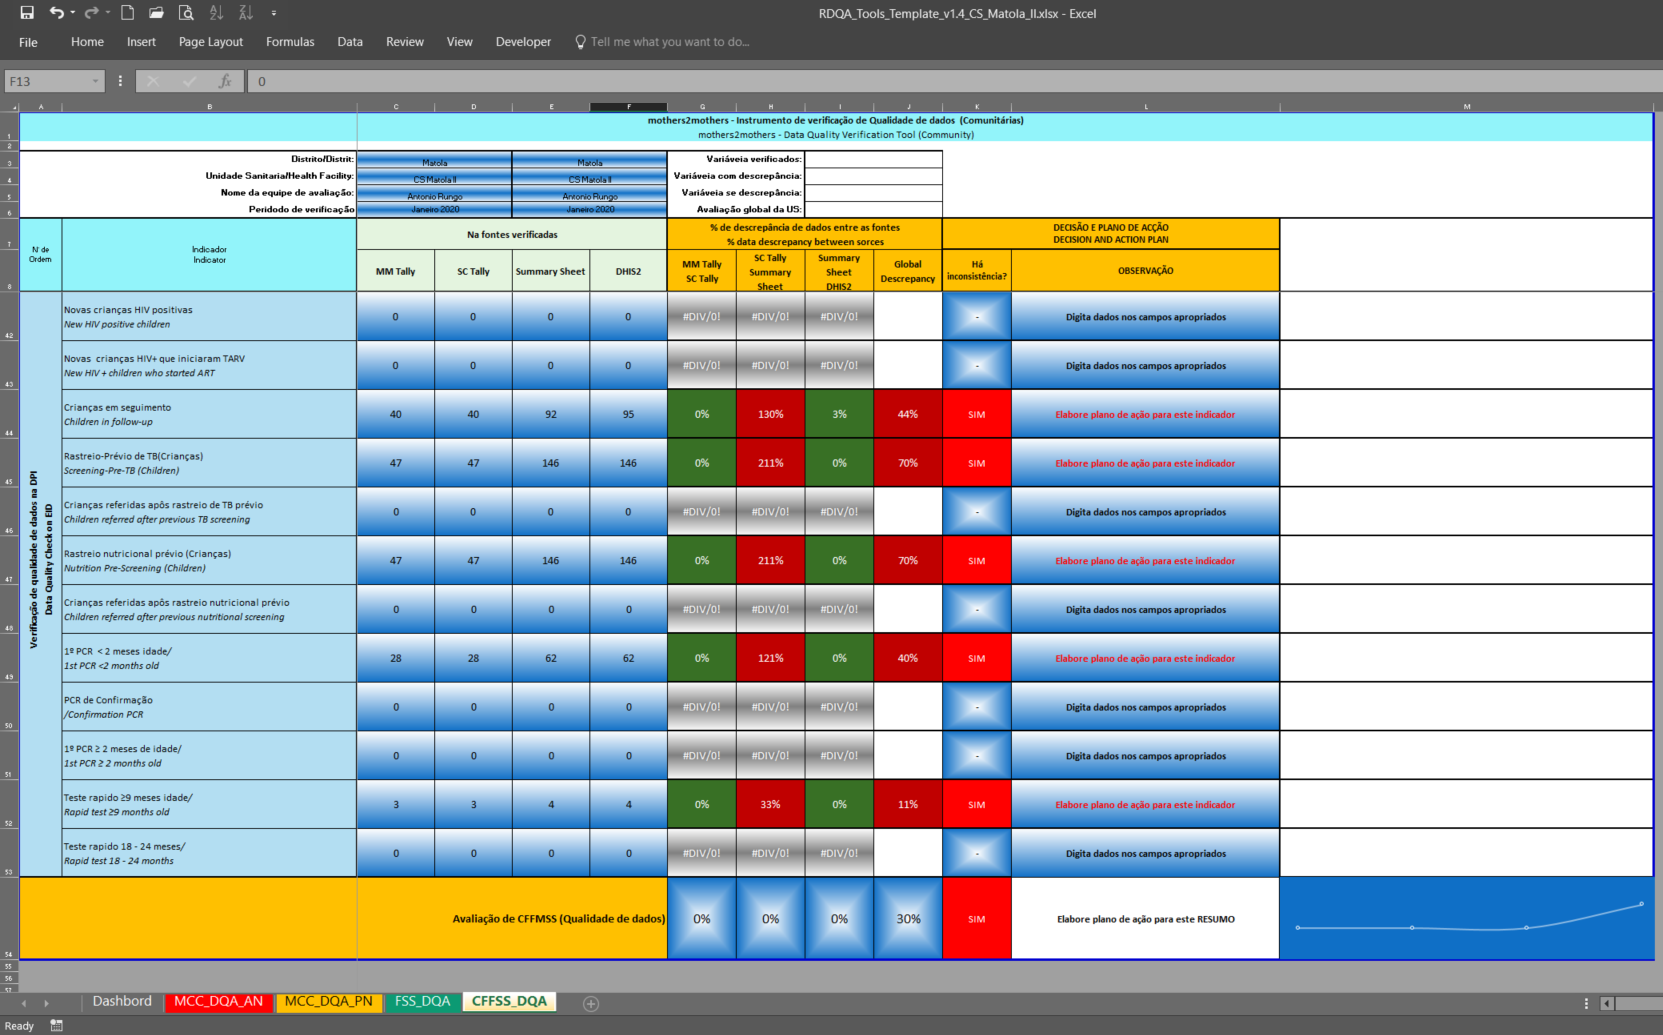 RDQA_Tools_Template_v1.4_CS_Matola_II.xlsx - Excel
File Home Insert Page Layout Formulas Data Review View Developer Tell me what you want to do...
F13 fx 0
A B C D E F G H I J K L M
mothers2mothers - Instrumento de verificação de Qualidade de dados (Comunitárias)
mothers2mothers - Data Quality Verification Tool (Community)
Distrito/Distrit: Matola Matola Variáveia verificados:
Unidade Sanitaria/Health Facility: CS Matola II CS Matola II Variáveia com descrepância:
Nome da equipe de avaliação: Antonio Rungo Antonio Rungo Variáveia se descrepância:
Peridodo de verificação Janeiro 2020 Janeiro 2020 Avaliação global da US:
Nº de Ordem
Indicador
Indicator
Na fontes verificadas
% de descrepância de dados entre as fontes
% data descrepancy between sorces
DECISÃO E PLANO DE ACÇÃO
DECISION AND ACTION PLAN
MM Tally SC Tally Summary Sheet DHIS2
MM Tally
SC Tally
SC Tally
Summary
Sheet
Summary
Sheet
DHIS2
Global
Descrepancy
Há
inconsistência?
OBSERVAÇÃO
Verificação de qualidade de dados na DPI
Data Quality Check on EID
42 Novas crianças HIV positivas
New HIV positive children
0 0 0 0 #DIV/0! #DIV/0! #DIV/0! - Digita dados nos campos apropriados
43 Novas crianças HIV+ que iniciaram TARV
New HIV + children who started ART
0 0 0 0 #DIV/0! #DIV/0! #DIV/0! - Digita dados nos campos apropriados
44 Crianças em seguimento
Children in follow-up
40 40 92 95 0% 130% 3% 44% SIM Elabore plano de ação para este indicador
45 Rastreio-Prévio de TB(Crianças)
Screening-Pre-TB (Children)
47 47 146 146 0% 211% 0% 70% SIM Elabore plano de ação para este indicador
46 Crianças referidas após rastreio de TB prévio
Children referred after previous TB screening
0 0 0 0 #DIV/0! #DIV/0! #DIV/0! - Digita dados nos campos apropriados
47 Rastreio nutricional prévio (Crianças)
Nutrition Pre-Screening (Children)
47 47 146 146 0% 211% 0% 70% SIM Elabore plano de ação para este indicador
48 Crianças referidas após rastreio nutricional prévio
Children referred after previous nutritional screening
0 0 0 0 #DIV/0! #DIV/0! #DIV/0! - Digita dados nos campos apropriados
49 1º PCR < 2 meses idade/
1st PCR <2 months old
28 28 62 62 0% 121% 0% 40% SIM Elabore plano de ação para este indicador
50 PCR de Confirmação
/Confirmation PCR
0 0 0 0 #DIV/0! #DIV/0! #DIV/0! - Digita dados nos campos apropriados
51 1º PCR ≥ 2 meses de idade/
1st PCR ≥ 2 months old
0 0 0 0 #DIV/0! #DIV/0! #DIV/0! - Digita dados nos campos apropriados
52 Teste rapido ≥9 meses idade/
Rapid test ≥9 months old
3 3 4 4 0% 33% 0% 11% SIM Elabore plano de ação para este indicador
53 Teste rapido 18 - 24 meses/
Rapid test 18 - 24 months
0 0 0 0 #DIV/0! #DIV/0! #DIV/0! - Digita dados nos campos apropriados
54 Avaliação de CFFMSS (Qualidade de dados) 0% 0% 0% 30% SIM Elabore plano de ação para este RESUMO
55
56
57
Dashbord MCC_DQA_AN MCC_DQA_PN FSS_DQA CFFSS_DQA
Ready